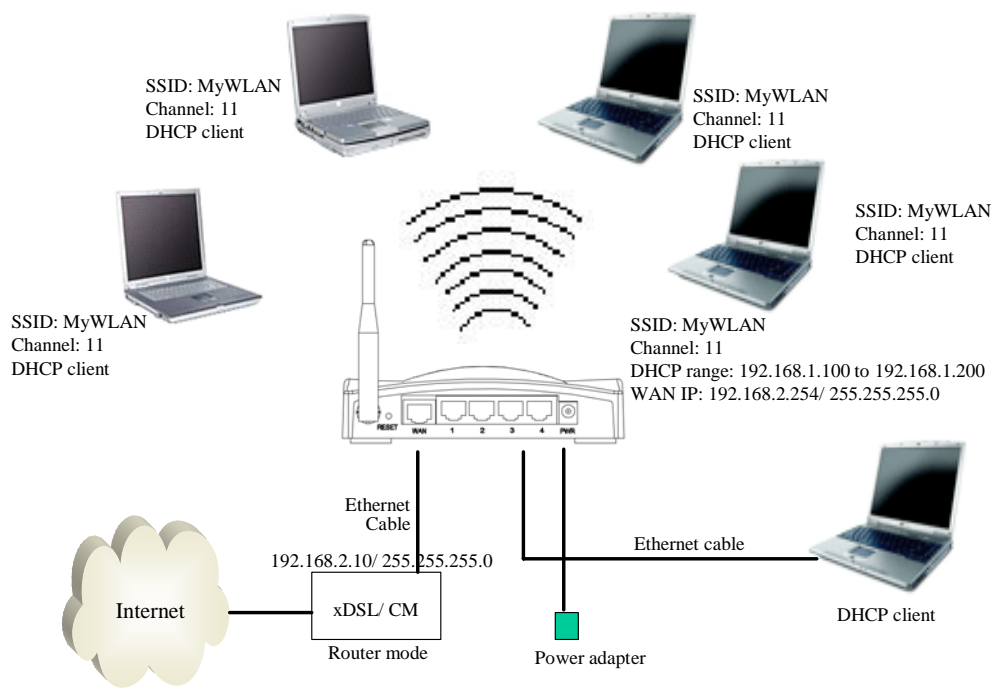 SSID: MyWLAN
Channel: 11
DHCP client
SSID: MyWLAN
Channel: 11
DHCP client
SSID: MyWLAN
Channel: 11
DHCP client
SSID: MyWLAN
Channel: 11
DHCP client
SSID: MyWLAN
Channel: 11
DHCP range: 192.168.1.100 to 192.168.1.200
WAN IP: 192.168.2.254/ 255.255.255.0
RESET
WAN
1
2
3
4
PWR
Ethernet
Cable
Ethernet cable
192.168.2.10/ 255.255.255.0
Internet
xDSL/ CM
DHCP client
Router mode
Power adapter